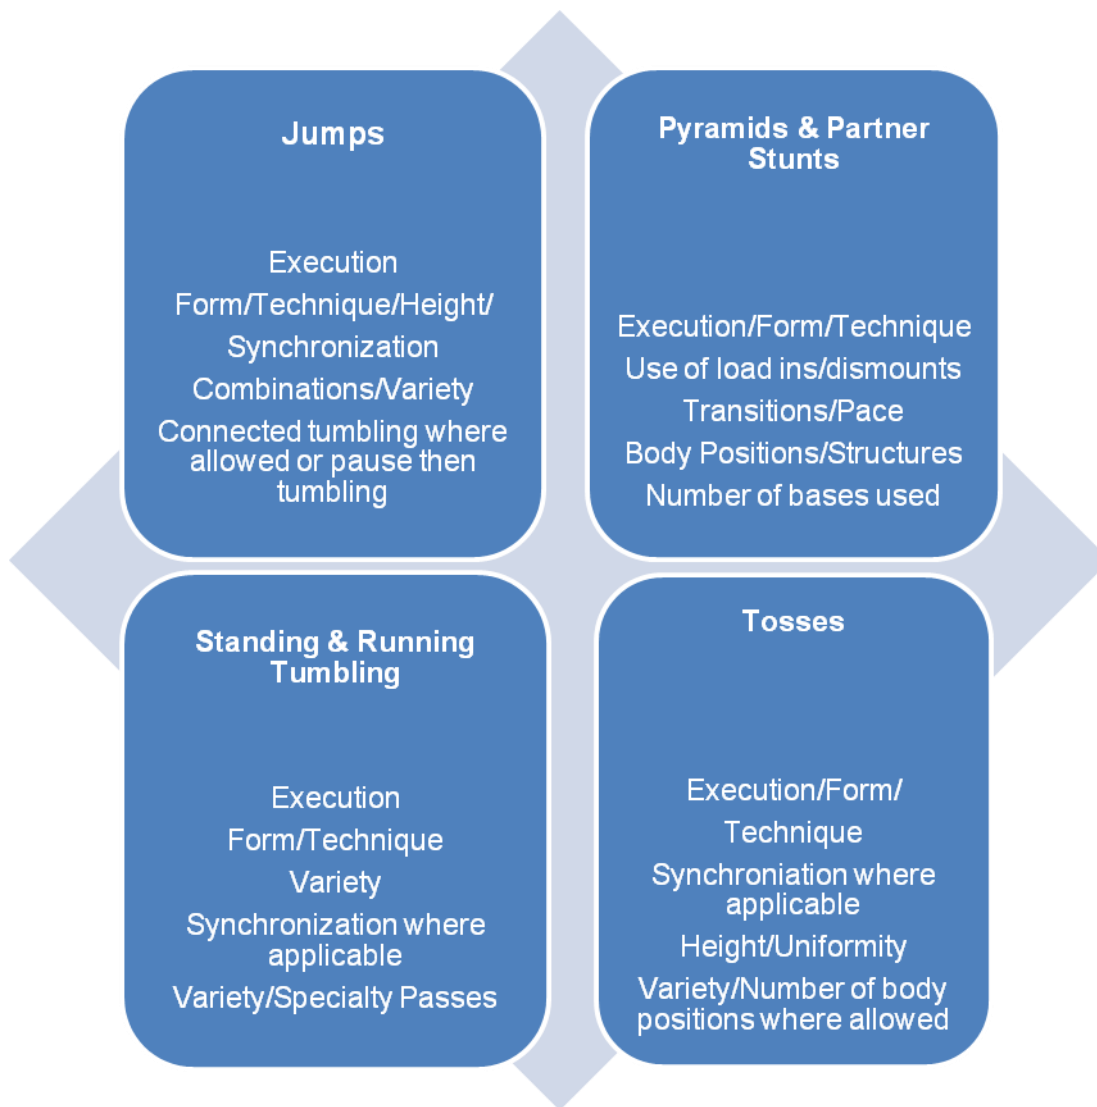 Jumps
Execution
Form/Technique/Height/
Synchronization
Combinations/Variety
Connected tumbling where
allowed or pause then
tumbling
Pyramids & Partner
Stunts
Execution/Form/Technique
Use of load ins/dismounts
Transitions/Pace
Body Positions/Structures
Number of bases used
Standing & Running
Tumbling
Execution
Form/Technique
Variety
Synchronization where
applicable
Variety/Specialty Passes
Tosses
Execution/Form/
Technique
Synchroniation where
applicable
Height/Uniformity
Variety/Number of body
positions where allowed